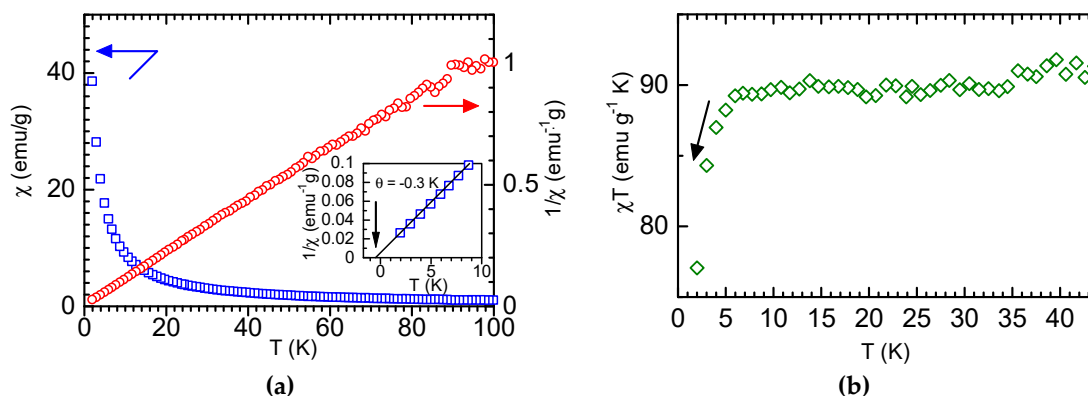 40
20
0
χ (emu/g)
0 20 40 60 80 100
T (K)
1
0.5
0
1/χ (emu⁻¹g)
0.1
0.08
0.06
0.04
0.02
0
1/χ (emu⁻¹g)
θ = -0.3 K
0 5 10
T (K)
(a)
90
80
χT (emu g⁻¹ K)
0 5 10 15 20 25 30 35 40
T (K)
(b)